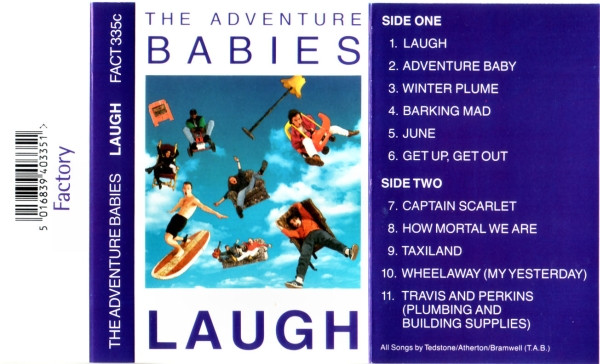 5 016839 403351 >
Factory
THE ADVENTURE BABIES LAUGH FACT 335c
THE ADVENTURE
BABIES
LAUGH
SIDE ONE
1. LAUGH
2. ADVENTURE BABY
3. WINTER PLUME
4. BARKING MAD
5. JUNE
6. GET UP, GET OUT
SIDE TWO
7. CAPTAIN SCARLET
8. HOW MORTAL WE ARE
9. TAXILAND
10. WHEELAWAY (MY YESTERDAY)
11. TRAVIS AND PERKINS
(PLUMBING AND
BUILDING SUPPLIES)
All Songs by Tedstone/Atherton/Bramwell (T.A.B.)